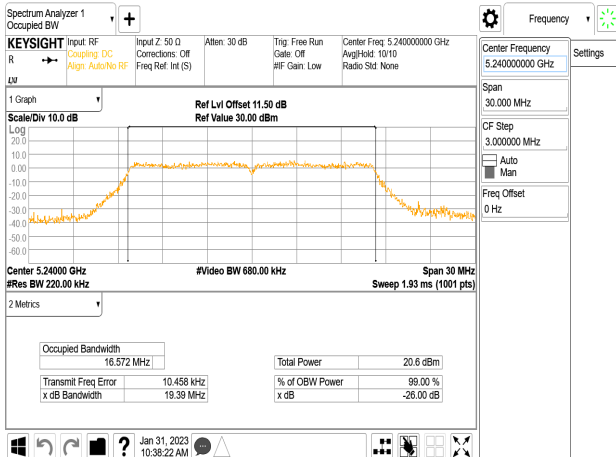 Spectrum Analyzer 1
Occupied BW
Frequency
KEYSIGHT
R
Input: RF
Coupling: DC
Align: Auto/No RF
Input Z: 50 Ω
Corrections: Off
Freq Ref: Int (S)
Atten: 30 dB
Trig: Free Run
Gate: Off
#IF Gain: Low
Center Freq: 5.240000000 GHz
Avg|Hold: 10/10
Radio Std: None
Center Frequency
5.240000000 GHz
Settings
Span
30.000 MHz
CF Step
3.000000 MHz
Auto
Man
Freq Offset
0 Hz
1 Graph
Scale/Div 10.0 dB
Ref Lvl Offset 11.50 dB
Ref Value 30.00 dBm
Log
20.0
10.0
0.00
-10.0
-20.0
-30.0
-40.0
-50.0
-60.0
Center 5.24000 GHz
#Video BW 680.00 kHz
Span 30 MHz
#Res BW 220.00 kHz
Sweep 1.93 ms (1001 pts)
2 Metrics
Occupied Bandwidth
16.572 MHz
Total Power 20.6 dBm
Transmit Freq Error 10.458 kHz
% of OBW Power 99.00 %
x dB Bandwidth 19.39 MHz
x dB -26.00 dB
Jan 31, 2023
10:38:22 AM